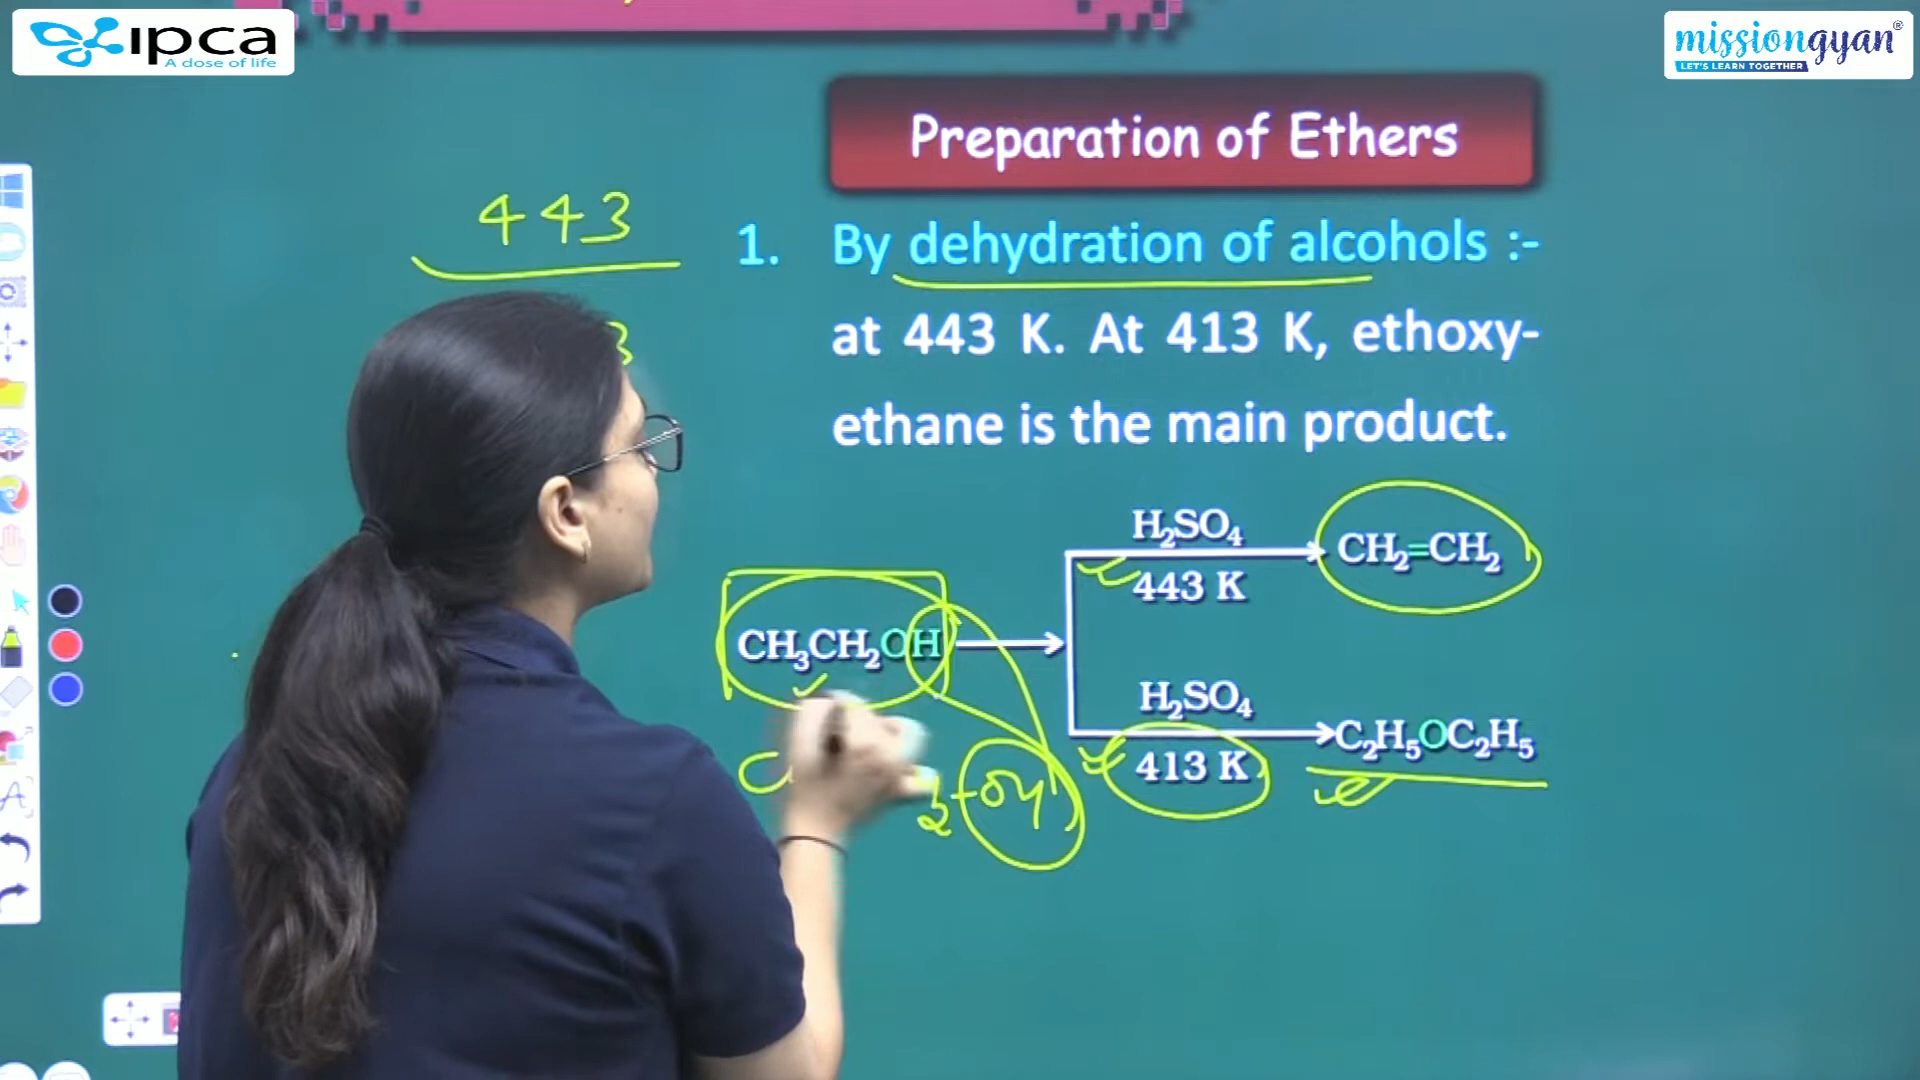 ipca
A dose of life
missiongyan®
LET'S LEARN TOGETHER
Preparation of Ethers
443
1. By dehydration of alcohols :-
at 443 K. At 413 K, ethoxy-
ethane is the main product.
H₂SO₄
443 K
CH₂=CH₂
CH₃CH₂OH
H₂SO₄
413 K
C₂H₅OC₂H₅